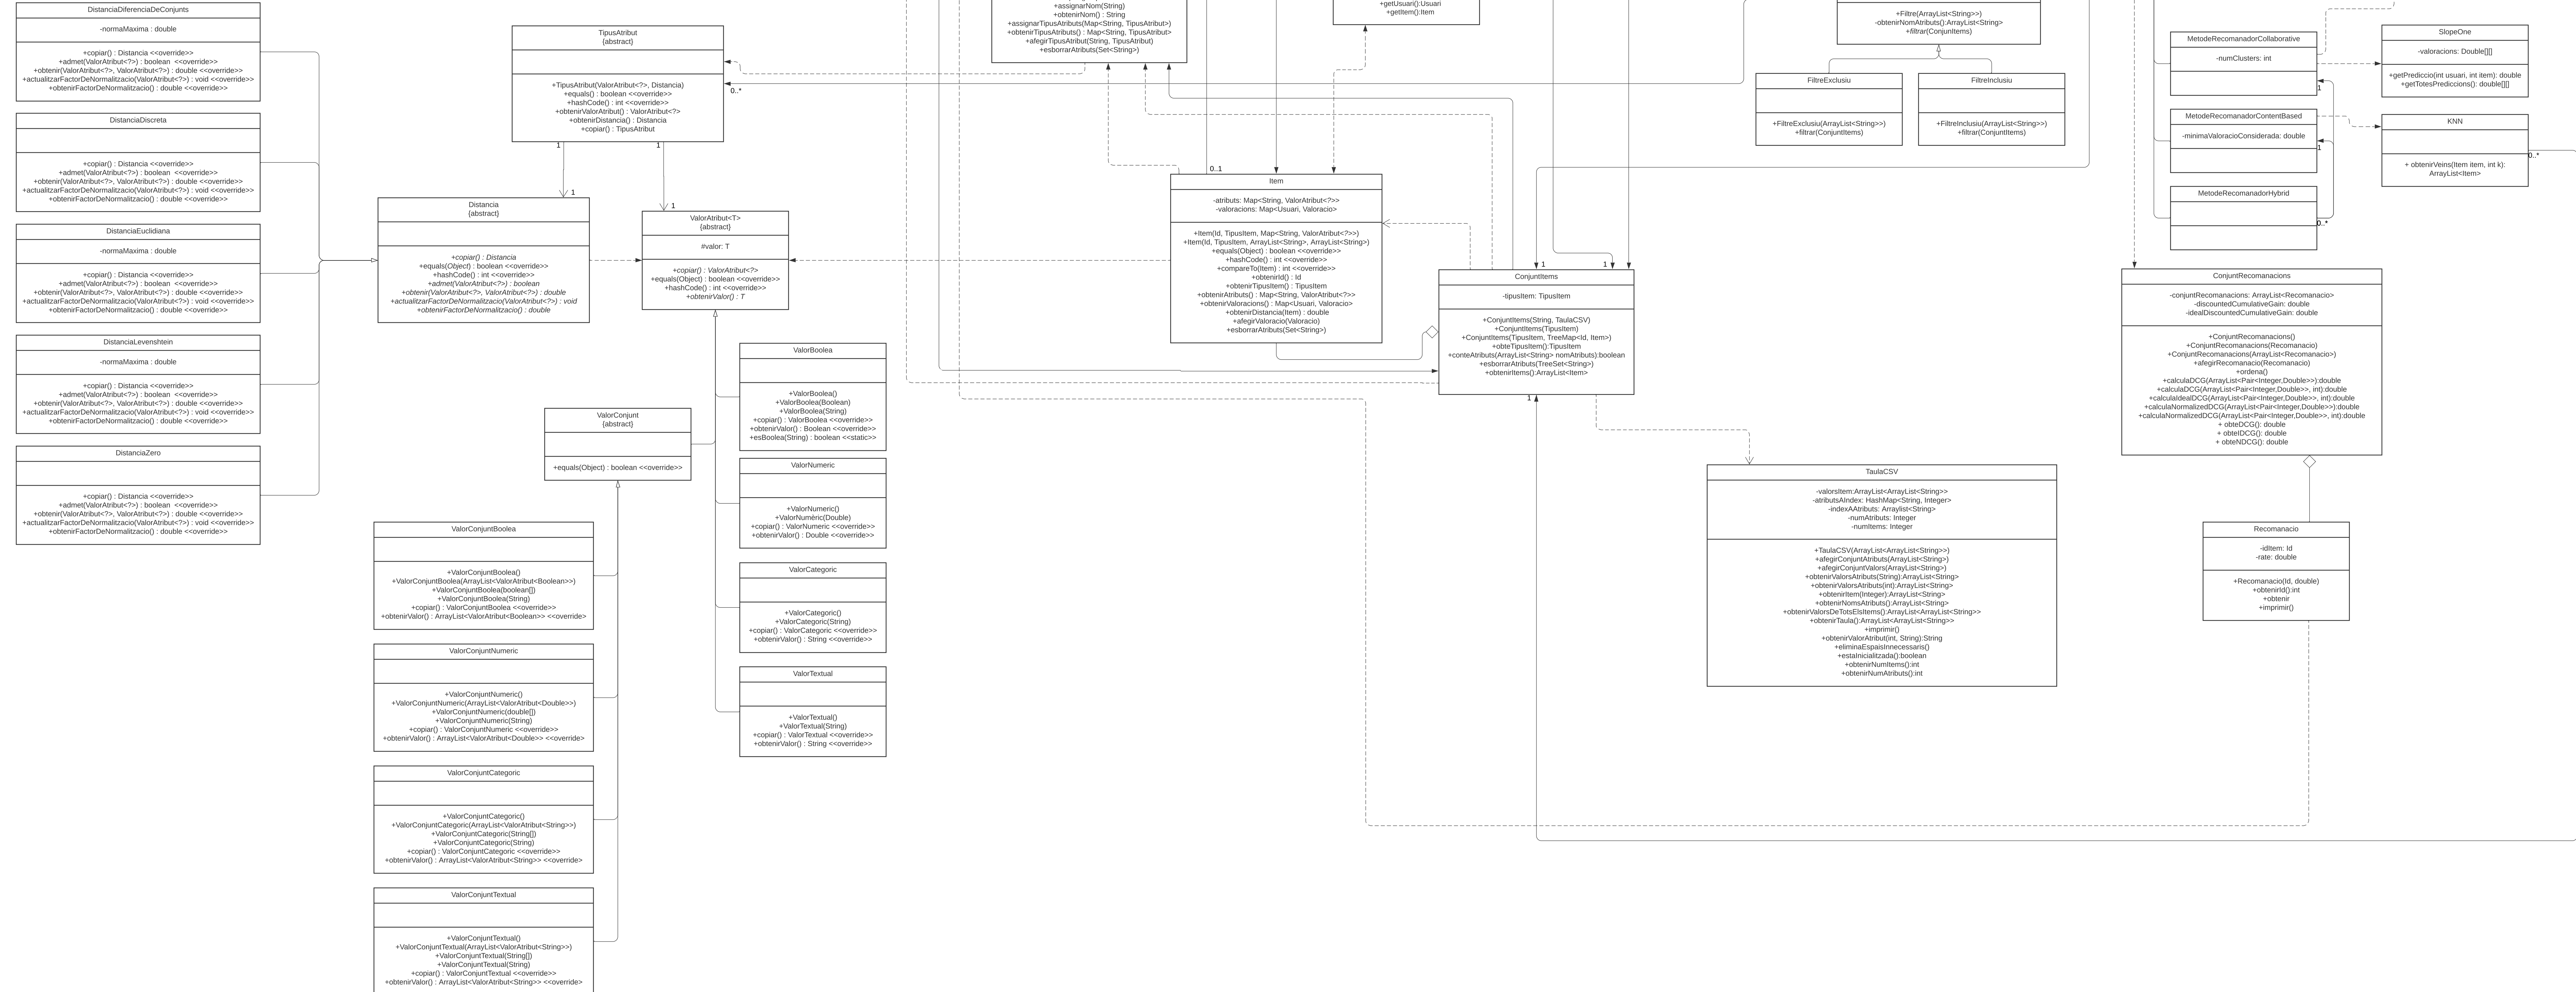 DistanciaDiferenciaDeConjunts
-normaMaxima : double
+copiar() : Distancia <<override>>
+admet(ValorAtribut<?>) : boolean  <<override>>
+obtenir(ValorAtribut<?>, ValorAtribut<?>) : double <<override>>
+actualitzarFactorDeNormalitzacio(ValorAtribut<?>) : void <<override>>
+obtenirFactorDeNormalitzacio() : double <<override>>
DistanciaDiscreta
+copiar() : Distancia <<override>>
+admet(ValorAtribut<?>) : boolean  <<override>>
+obtenir(ValorAtribut<?>, ValorAtribut<?>) : double <<override>>
+actualitzarFactorDeNormalitzacio(ValorAtribut<?>) : void <<override>>
+obtenirFactorDeNormalitzacio() : double <<override>>
DistanciaEuclidiana
-normaMaxima : double
+copiar() : Distancia <<override>>
+admet(ValorAtribut<?>) : boolean  <<override>>
+obtenir(ValorAtribut<?>, ValorAtribut<?>) : double <<override>>
+actualitzarFactorDeNormalitzacio(ValorAtribut<?>) : void <<override>>
+obtenirFactorDeNormalitzacio() : double <<override>>
DistanciaLevenshtein
-normaMaxima : double
+copiar() : Distancia <<override>>
+admet(ValorAtribut<?>) : boolean  <<override>>
+obtenir(ValorAtribut<?>, ValorAtribut<?>) : double <<override>>
+actualitzarFactorDeNormalitzacio(ValorAtribut<?>) : void <<override>>
+obtenirFactorDeNormalitzacio() : double <<override>>
DistanciaZero
+copiar() : Distancia <<override>>
+admet(ValorAtribut<?>) : boolean  <<override>>
+obtenir(ValorAtribut<?>, ValorAtribut<?>) : double <<override>>
+actualitzarFactorDeNormalitzacio(ValorAtribut<?>) : void <<override>>
+obtenirFactorDeNormalitzacio() : double <<override>>
TipusAtribut
{abstract}
+TipusAtribut(ValorAtribut<?>, Distancia)
+equals() : boolean <<override>>
+hashCode() : int <<override>>
+obtenirValorAtribut() : ValorAtribut<?>
+obtenirDistancia() : Distancia
+copiar() : TipusAtribut
0..*
1
1
1
1
Distancia
{abstract}
+copiar() : Distancia
+equals(Object) : boolean <<override>>
+hashCode() : int <<override>>
+admet(ValorAtribut<?>) : boolean
+obtenir(ValorAtribut<?>, ValorAtribut<?>) : double
+actualitzarFactorDeNormalitzacio(ValorAtribut<?>) : void
+obtenirFactorDeNormalitzacio() : double
ValorAtribut<T>
{abstract}
#valor: T
+copiar() : ValorAtribut<?>
+equals(Object) : boolean <<override>>
+hashCode() : int <<override>>
+obtenirValor() : T
ValorConjunt
{abstract}
+equals(Object) : boolean <<override>>
ValorConjuntBoolea
+ValorConjuntBoolea()
+ValorConjuntBoolea(ArrayList<ValorAtribut<Boolean>>)
+ValorConjuntBoolea(boolean[])
+ValorConjuntBoolea(String)
+copiar() : ValorConjuntBoolea <<override>>
+obtenirValor() : ArrayList<ValorAtribut<Boolean>> <<override>
ValorConjuntNumeric
+ValorConjuntNumeric()
+ValorConjuntNumeric(ArrayList<ValorAtribut<Double>>)
+ValorConjuntNumeric(double[])
+ValorConjuntNumeric(String)
+copiar() : ValorConjuntNumeric <<override>>
+obtenirValor() : ArrayList<ValorAtribut<Double>> <<override>
ValorConjuntCategoric
+ValorConjuntCategoric()
+ValorConjuntCategoric(ArrayList<ValorAtribut<String>>)
+ValorConjuntCategoric(String[])
+ValorConjuntCategoric(String)
+copiar() : ValorConjuntCategoric <<override>>
+obtenirValor() : ArrayList<ValorAtribut<String>> <<override>
ValorConjuntTextual
+ValorConjuntTextual()
+ValorConjuntTextual(ArrayList<ValorAtribut<String>>)
+ValorConjuntTextual(String[])
+ValorConjuntTextual(String)
+copiar() : ValorConjuntTextual <<override>>
+obtenirValor() : ArrayList<ValorAtribut<String>> <<override>
ValorBoolea
+ValorBoolea()
+ValorBoolea(Boolean)
+ValorBoolea(String)
+copiar() : ValorBoolea <<override>>
+obtenirValor() : Boolean <<override>>
+esBoolea(String) : boolean <<static>>
ValorNumeric
+ValorNumeric()
+ValorNumèric(Double)
+copiar() : ValorNumeric <<override>>
+obtenirValor() : Double <<override>>
ValorCategoric
+ValorCategoric()
+ValorCategoric(String)
+copiar() : ValorCategoric <<override>>
+obtenirValor() : String <<override>>
ValorTextual
+ValorTextual()
+ValorTextual(String)
+copiar() : ValorTextual <<override>>
+obtenirValor() : String <<override>>
+assignarNom(String)
+obtenirNom() : String
+assignarTipusAtributs(Map<String, TipusAtribut>)
+obtenirTipusAtributs() : Map<String, TipusAtribut>
+afegirTipusAtribut(String, TipusAtribut)
+esborrarAtributs(Set<String>)
+getUsuari():Usuari
+getItem():Item
0..1
Item
-atributs: Map<String, ValorAtribut<?>>
-valoracions: Map<Usuari, Valoracio>
+Item(Id, TipusItem, Map<String, ValorAtribut<?>>)
+Item(Id, TipusItem, ArrayList<String>, ArrayList<String>)
+equals(Object) : boolean <<override>>
+hashCode() : int <<override>>
+compareTo(Item) : int <<override>>
+obtenirId() : Id
+obtenirTipusItem() : TipusItem
+obtenirAtributs() : Map<String, ValorAtribut<?>>
+obtenirValoracions() : Map<Usuari, Valoracio>
+obtenirDistancia(Item) : double
+afegirValoracio(Valoracio)
+esborrarAtributs(Set<String>)
1
1
ConjuntItems
-tipusItem: TipusItem
+ConjuntItems(String, TaulaCSV)
+ConjuntItems(TipusItem)
+ConjuntItems(TipusItem, TreeMap<Id, Item>)
+obteTipusItem():TipusItem
+conteAtributs(ArrayList<String> nomAtributs):boolean
+esborrarAtributs(TreeSet<String>)
+obtenirItems():ArrayList<Item>
1
+Filtre(ArrayList<String>>)
-obtenirNomAtributs():ArrayList<String>
+filtrar(ConjunItems)
FiltreExclusiu
+FiltreExclusiu(ArrayList<String>>)
+filtrar(ConjuntItems)
FiltreInclusiu
+FiltreInclusiu(ArrayList<String>>)
+filtrar(ConjuntItems)
TaulaCSV
-valorsItem:ArrayList<ArrayList<String>>
-atributsAIndex: HashMap<String, Integer>
-indexAAtributs: Arraylist<String>
-numAtributs: Integer
-numItems: Integer
+TaulaCSV(ArrayList<ArrayList<String>>)
+afegirConjuntAtributs(ArrayList<String>)
+afegirConjuntValors(ArrayList<String>)
+obtenirValorsAtributs(String):ArrayList<String>
+obtenirValorsAtributs(int):ArrayList<String>
+obtenirItem(Integer):ArrayList<String>
+obtenirNomsAtributs():ArrayList<String>
+obtenirValorsDeTotsElsItems():ArrayList<ArrayList<String>>
+obtenirTaula():ArrayList<ArrayList<String>>
+imprimir()
+obtenirValorAtribut(int, String):String
+eliminaEspaisInnecessaris()
+estaInicialitzada():boolean
+obtenirNumItems():int
+obtenirNumAtributs():int
MetodeRecomanadorCollaborative
-numClusters: int
1
MetodeRecomanadorContentBased
-minimaValoracioConsiderada: double
1
MetodeRecomanadorHybrid
0..*
SlopeOne
-valoracions: Double[][]
+getPrediccio(int usuari, int item): double
+getTotesPrediccions(): double[][]
KNN
+ obtenirVeins(Item item, int k):
ArrayList<Item>
0..*
ConjuntRecomanacions
-conjuntRecomanacions: ArrayList<Recomanacio>
-discountedCumulativeGain: double
-idealDiscountedCumulativeGain: double
+ConjuntRecomanacions()
+ConjuntRecomanacions(Recomanacio)
+ConjuntRecomanacions(ArrayList<Recomanacio>)
+afegirRecomanacio(Recomanacio)
+ordena()
+calculaDCG(ArrayList<Pair<Integer,Double>>):double
+calculaDCG(ArrayList<Pair<Integer,Double>>, int):double
+calculaIdealDCG(ArrayList<Pair<Integer,Double>>, int):double
+calculaNormalizedDCG(ArrayList<Pair<Integer,Double>>):double
+calculaNormalizedDCG(ArrayList<Pair<Integer,Double>>, int):double
+ obteDCG(): double
+ obteIDCG(): double
+ obteNDCG(): double
Recomanacio
-idItem: Id
-rate: double
+Recomanacio(Id, double)
+obtenirId():int
+obtenir
+imprimir()